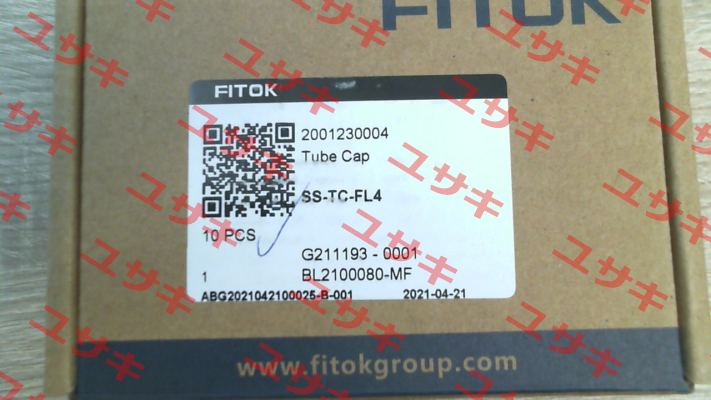 FITOK
FITOK
2001230004
Tube Cap
SS-TC-FL4
10 PCS
G211193 - 0001
1 BL2100080-MF
ABG2021042100025-B-001 2021-04-21
www.fitokgroup.com
ユサキ